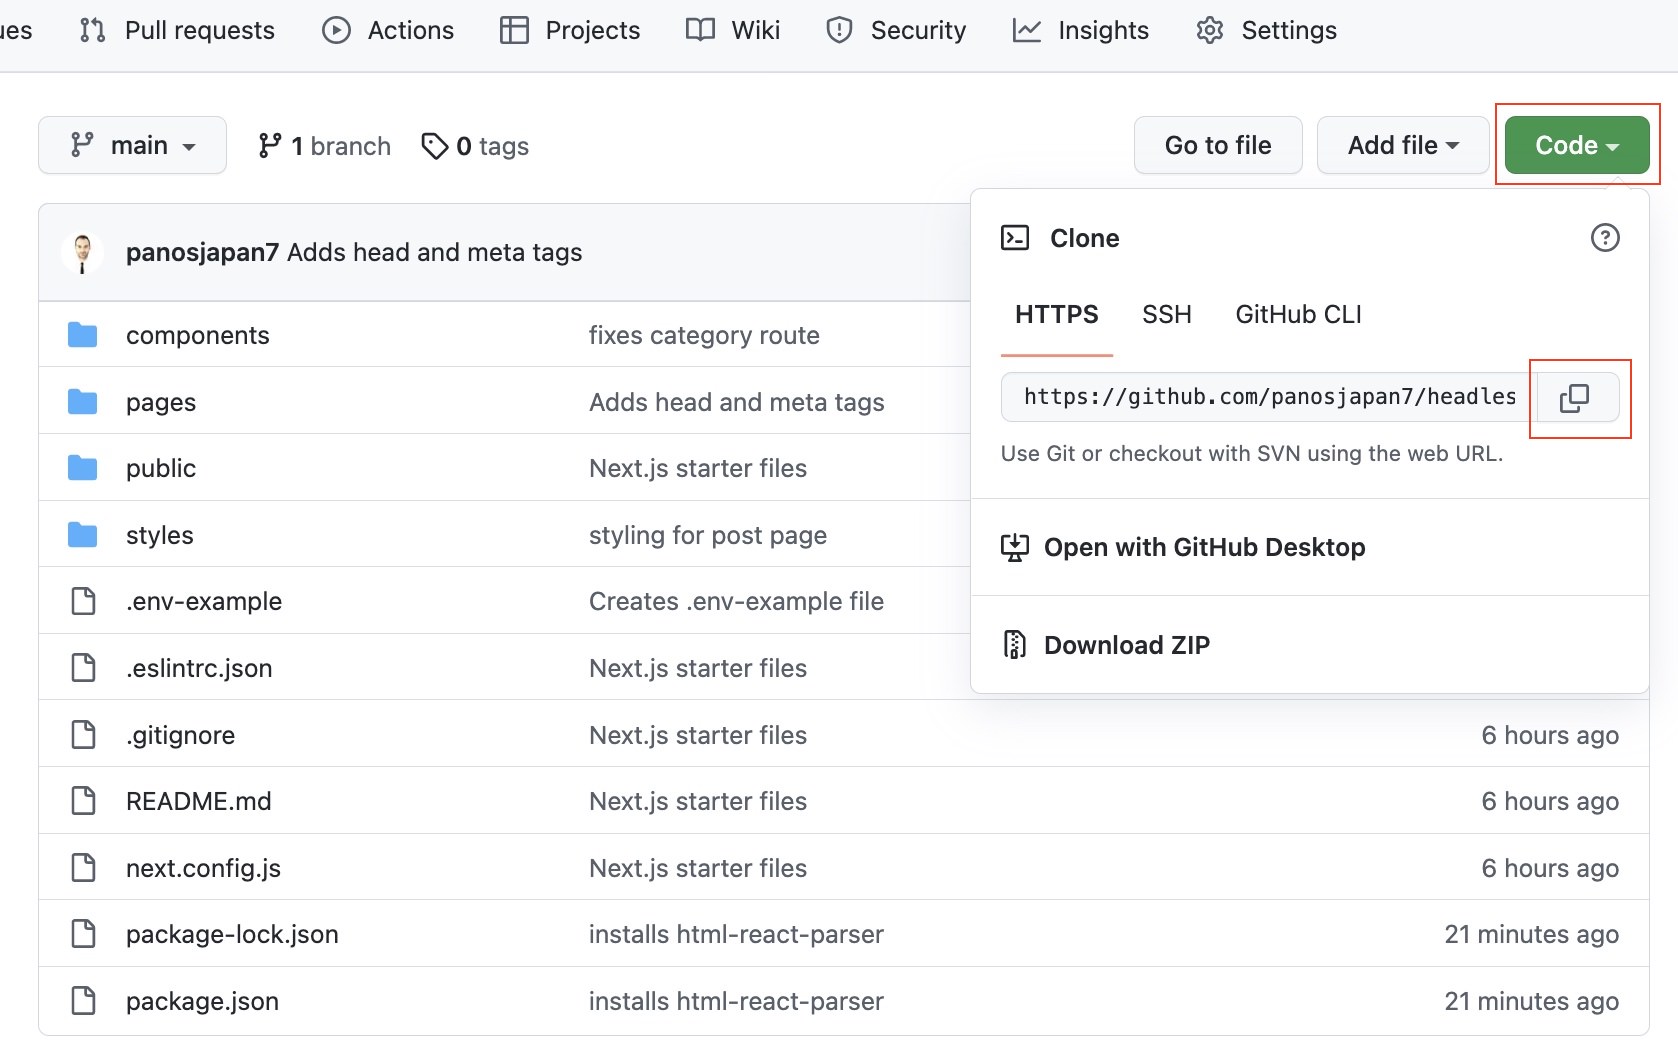 Pull requests Actions Projects Wiki Security Insights Settings
main 1 branch 0 tags Go to file Add file Code
panosjapan7 Adds head and meta tags
Clone
HTTPS SSH GitHub CLI
https://github.com/panosjapan7/headles
Use Git or checkout with SVN using the web URL.
Open with GitHub Desktop
Download ZIP
components fixes category route
pages Adds head and meta tags
public Next.js starter files
styles styling for post page
.env-example Creates .env-example file
.eslintrc.json Next.js starter files
.gitignore Next.js starter files 6 hours ago
README.md Next.js starter files 6 hours ago
next.config.js Next.js starter files 6 hours ago
package-lock.json installs html-react-parser 21 minutes ago
package.json installs html-react-parser 21 minutes ago